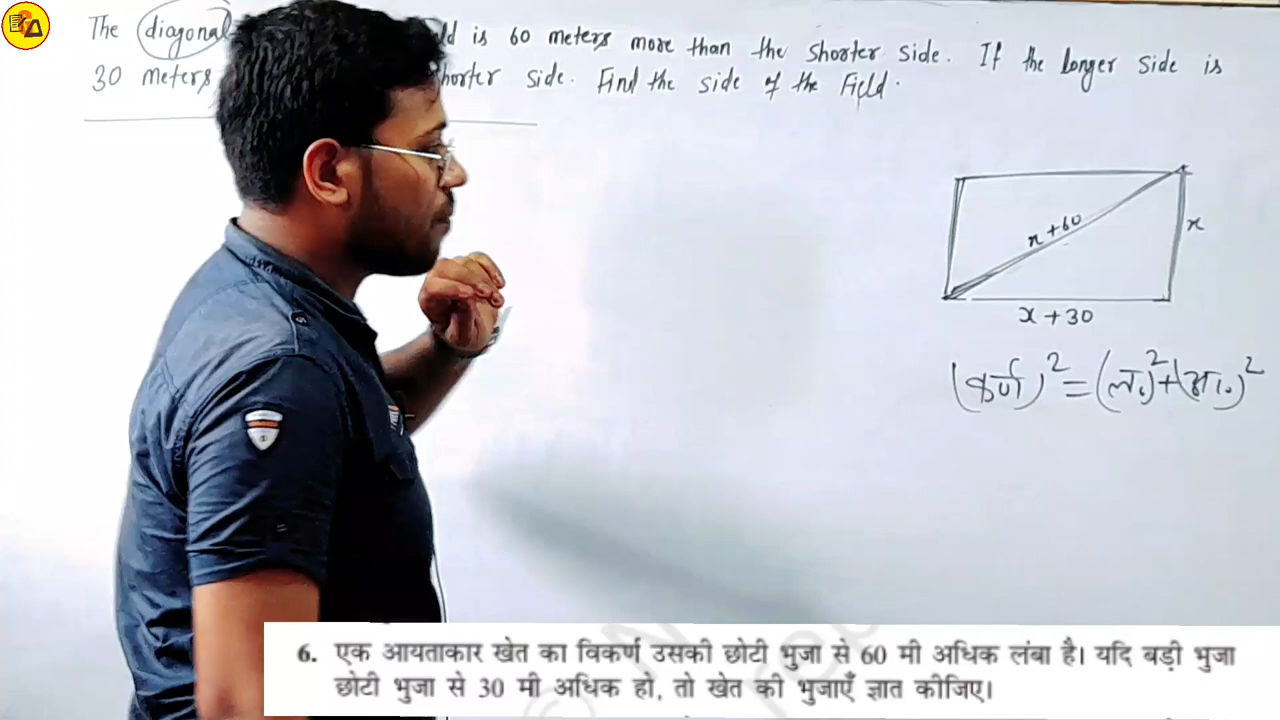 The diagonal ld is 60 meters more than the shorter side. If the longer side is
30 meters horter side. Find the side of the Field.
x+60
x
x+30
(कर्ण)²=(ल०)²+(आ०)²
6. एक आयताकार खेत का विकर्ण उसकी छोटी भुजा से 60 मी अधिक लंबा है। यदि बड़ी भुजा
छोटी भुजा से 30 मी अधिक हो, तो खेत की भुजाएँ ज्ञात कीजिए।